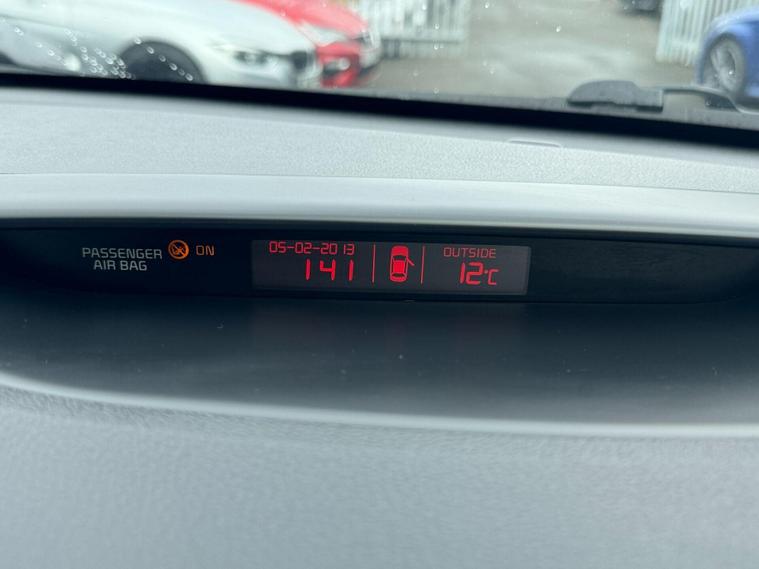 PASSENGER
AIR BAG
ON
05-02-2013
141
OUTSIDE
12°C